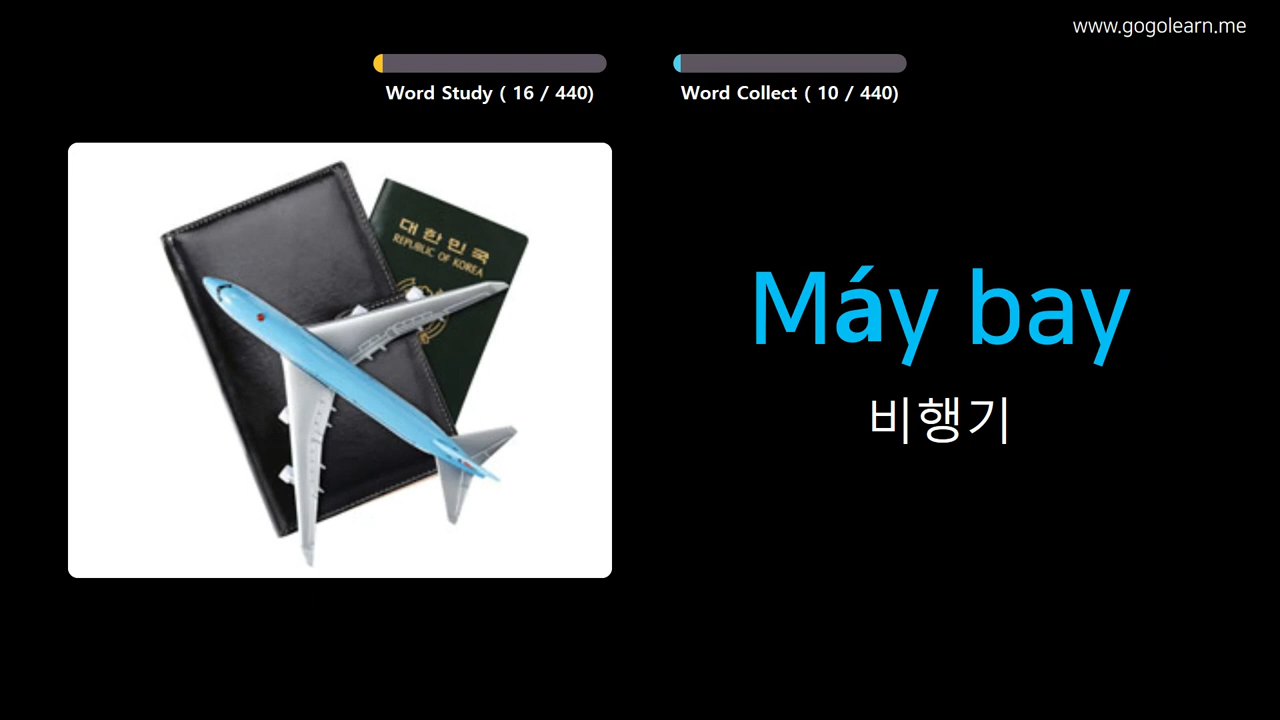 www.gogolearn.me
Word Study ( 16 / 440)
Word Collect ( 10 / 440)
대한민국
REPUBLIC OF KOREA
Máy bay
비행기